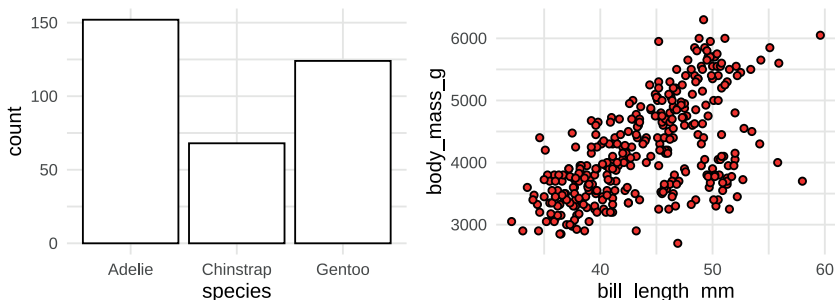 count
150
100
50
0
Adelie Chinstrap Gentoo
species
body_mass_g
6000
5000
4000
3000
40 50 60
bill_length_mm